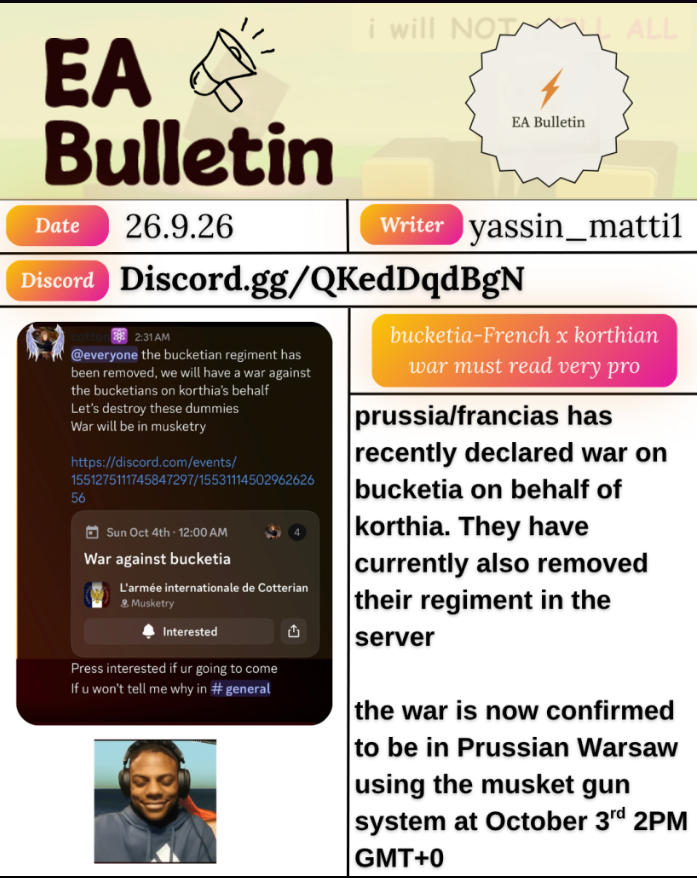 i will NOT ALL
EA
Bulletin
EA Bulletin
Date 26.9.26
Writer yassin_matti1
Discord Discord.gg/QKedDqdBgN
2:31 AM
@everyone the bucketian regiment has
been removed, we will have a war against
the bucketians on korthia's behalf
Let's destroy these dummies
War will be in musketry
https://discord.com/events/
1551275111745847297/15531114502962626
56
Sun Oct 4th · 12:00 AM
4
War against bucketia
L'armée internationale de Cotterian
Musketry
Interested
Press interested if ur going to come
If u won't tell me why in # general
bucketia-French x korthian
war must read very pro
prussia/francias has
recently declared war on
bucketia on behalf of
korthia. They have
currently also removed
their regiment in the
server
the war is now confirmed
to be in Prussian Warsaw
using the musket gun
system at October 3rd 2PM
GMT+0